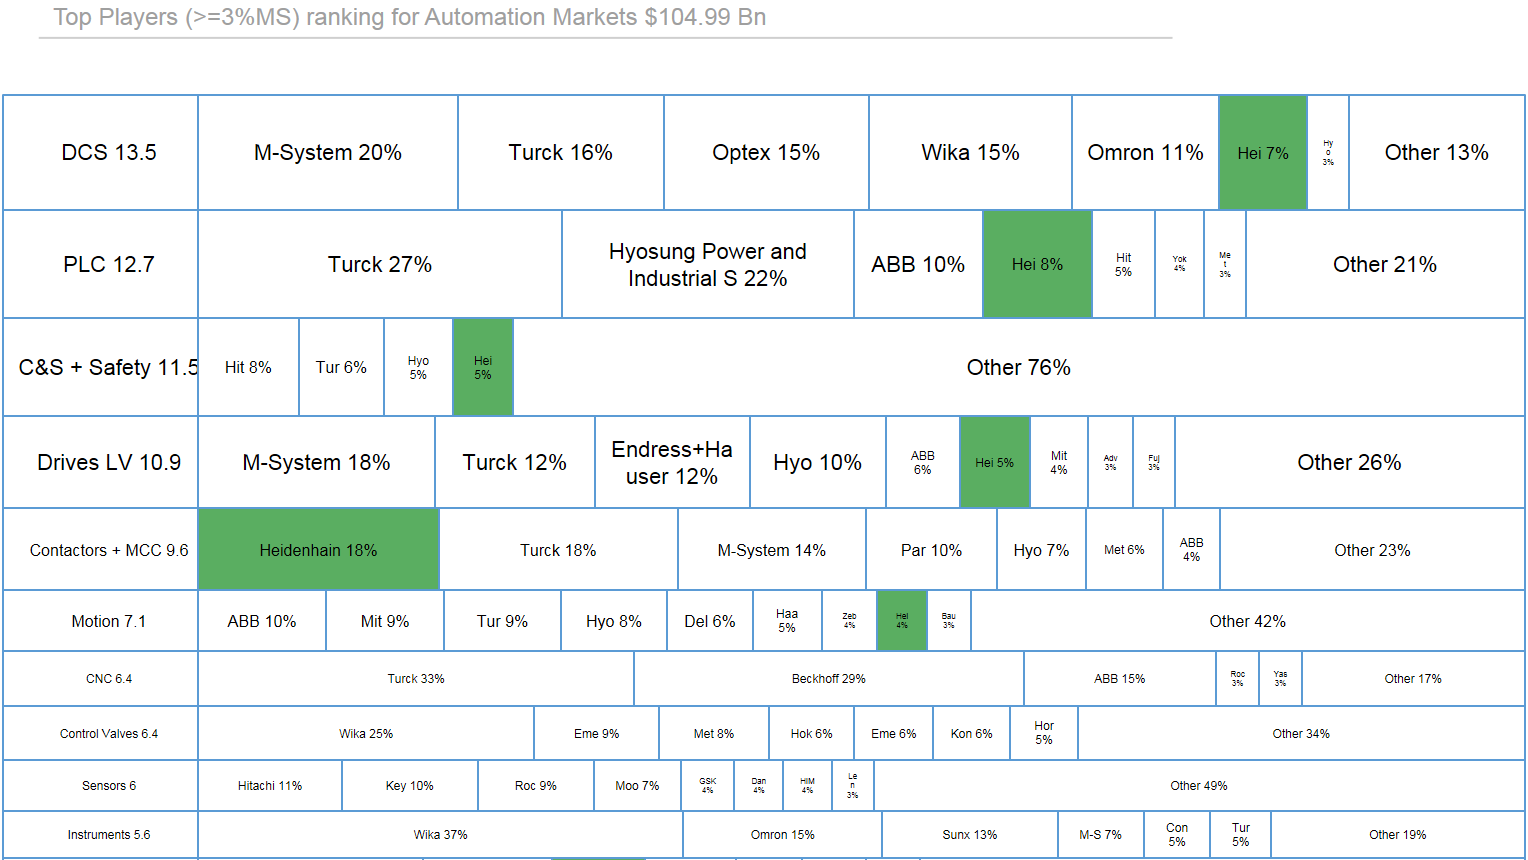 Top Players (>=3%MS) ranking for Automation Markets $104.99 Bn
DCS 13.5
M-System 20%
Turck 16%
Optex 15%
Wika 15%
Omron 11%
Hei 7%
Hy
o
3%
Other 13%
PLC 12.7
Turck 27%
Hyosung Power and
Industrial S 22%
ABB 10%
Hei 8%
Hit
5%
Yok
4%
Me
t
3%
Other 21%
C&S + Safety 11.5
Hit 8%
Tur 6%
Hyo
5%
Hei
5%
Other 76%
Drives LV 10.9
M-System 18%
Turck 12%
Endress+Ha
user 12%
Hyo 10%
ABB
6%
Hei 5%
Mit
4%
Adv
3%
Fuj
3%
Other 26%
Contactors + MCC 9.6
Heidenhain 18%
Turck 18%
M-System 14%
Par 10%
Hyo 7%
Met 6%
ABB
4%
Other 23%
Motion 7.1
ABB 10%
Mit 9%
Tur 9%
Hyo 8%
Del 6%
Haa
5%
Zeb
4%
Hei
4%
Bau
3%
Other 42%
CNC 6.4
Turck 33%
Beckhoff 29%
ABB 15%
Roc
3%
Yas
3%
Other 17%
Control Valves 6.4
Wika 25%
Eme 9%
Met 8%
Hok 6%
Eme 6%
Kon 6%
Hor
5%
Other 34%
Sensors 6
Hitachi 11%
Key 10%
Roc 9%
Moo 7%
GSK
4%
Dan
4%
HIM
4%
Le
n
3%
Other 49%
Instruments 5.6
Wika 37%
Omron 15%
Sunx 13%
M-S 7%
Con
5%
Tur
5%
Other 19%